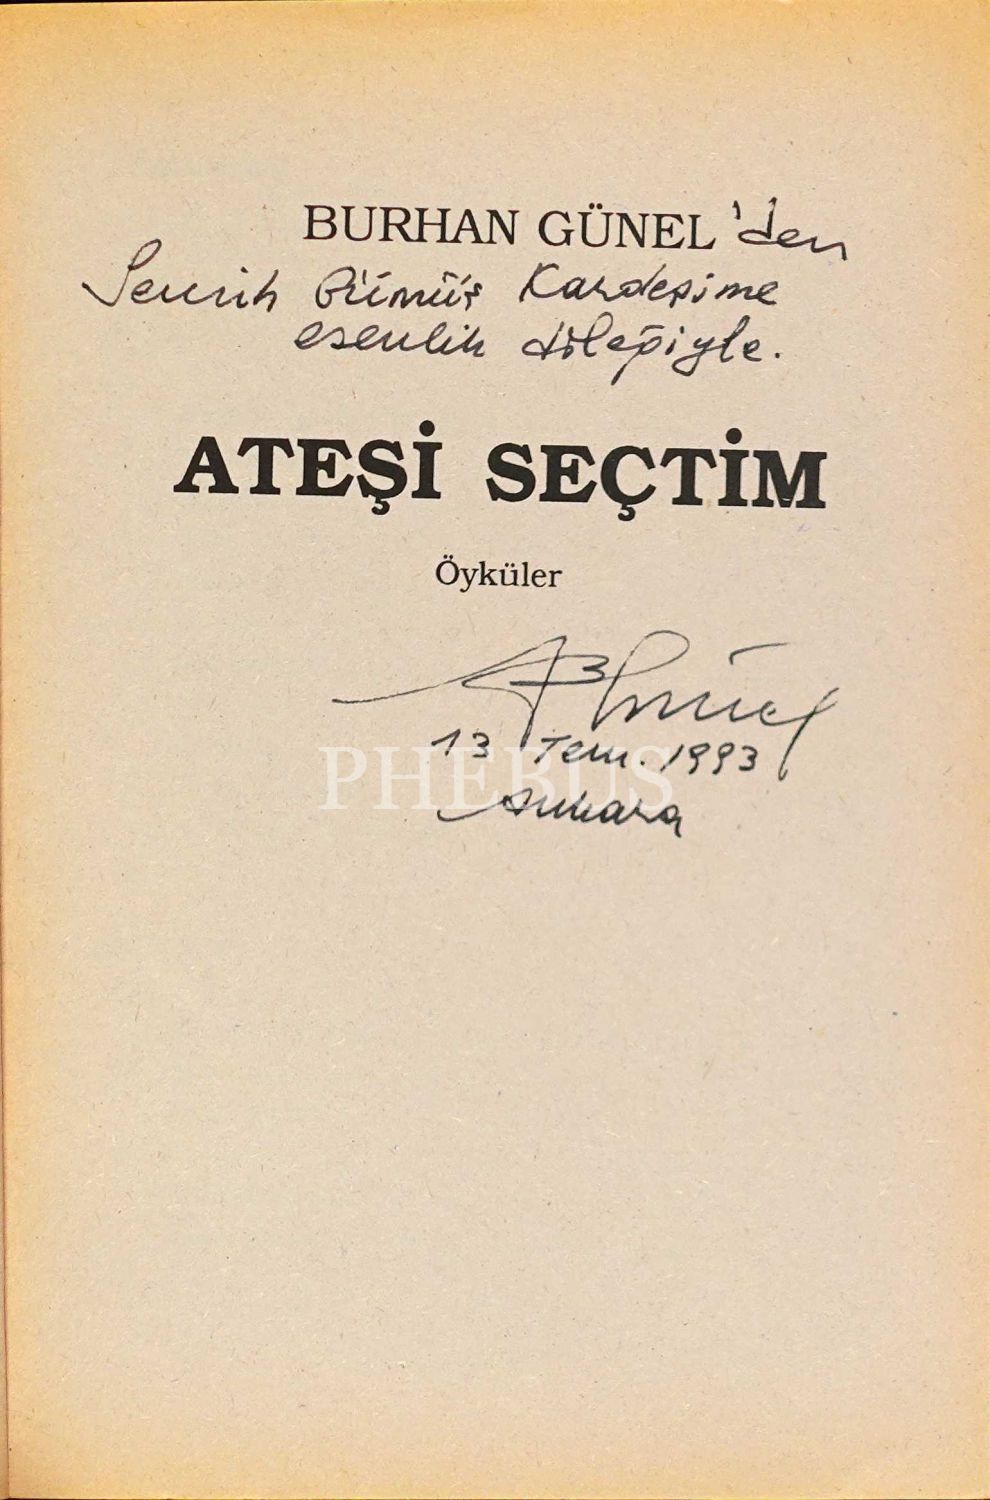 BURHAN GÜNEL'den
Semih Gümüş Kardeşime
esenlik dileğiyle.
ATEŞİ SEÇTİM
Öyküler
13 Tem. 1993
PHEBUS
Ankara